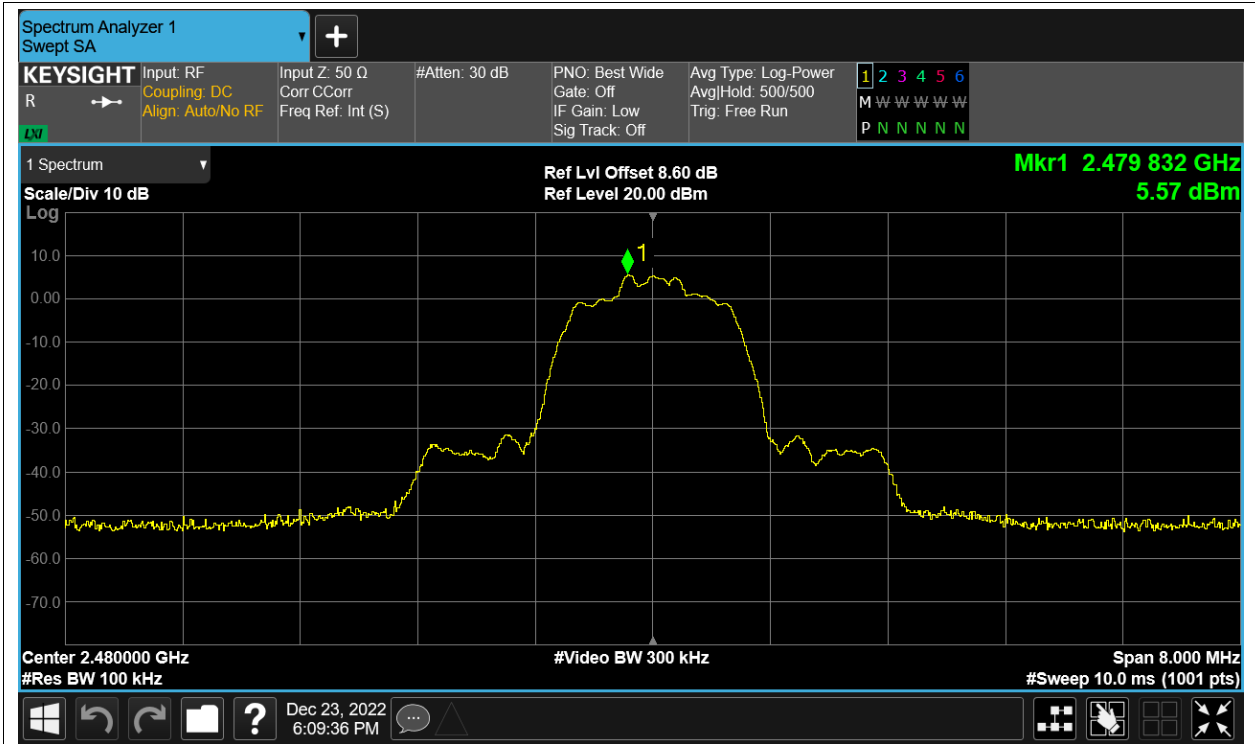 Spectrum Analyzer 1
Swept SA
+
KEYSIGHT
R
LXI
Input: RF
Coupling: DC
Align: Auto/No RF
Input Z: 50 Ω
Corr CCorr
Freq Ref: Int (S)
#Atten: 30 dB
PNO: Best Wide
Gate: Off
IF Gain: Low
Sig Track: Off
Avg Type: Log-Power
Avg|Hold: 500/500
Trig: Free Run
1 2 3 4 5 6
M W W W W W W
P N N N N N
1 Spectrum
Scale/Div 10 dB
Ref Lvl Offset 8.60 dB
Ref Level 20.00 dBm
Mkr1 2.479 832 GHz
5.57 dBm
Log
1
10.0
0.00
-10.0
-20.0
-30.0
-40.0
-50.0
-60.0
-70.0
Center 2.480000 GHz
#Video BW 300 kHz
Span 8.000 MHz
#Res BW 100 kHz
#Sweep 10.0 ms (1001 pts)
?
Dec 23, 2022
6:09:36 PM